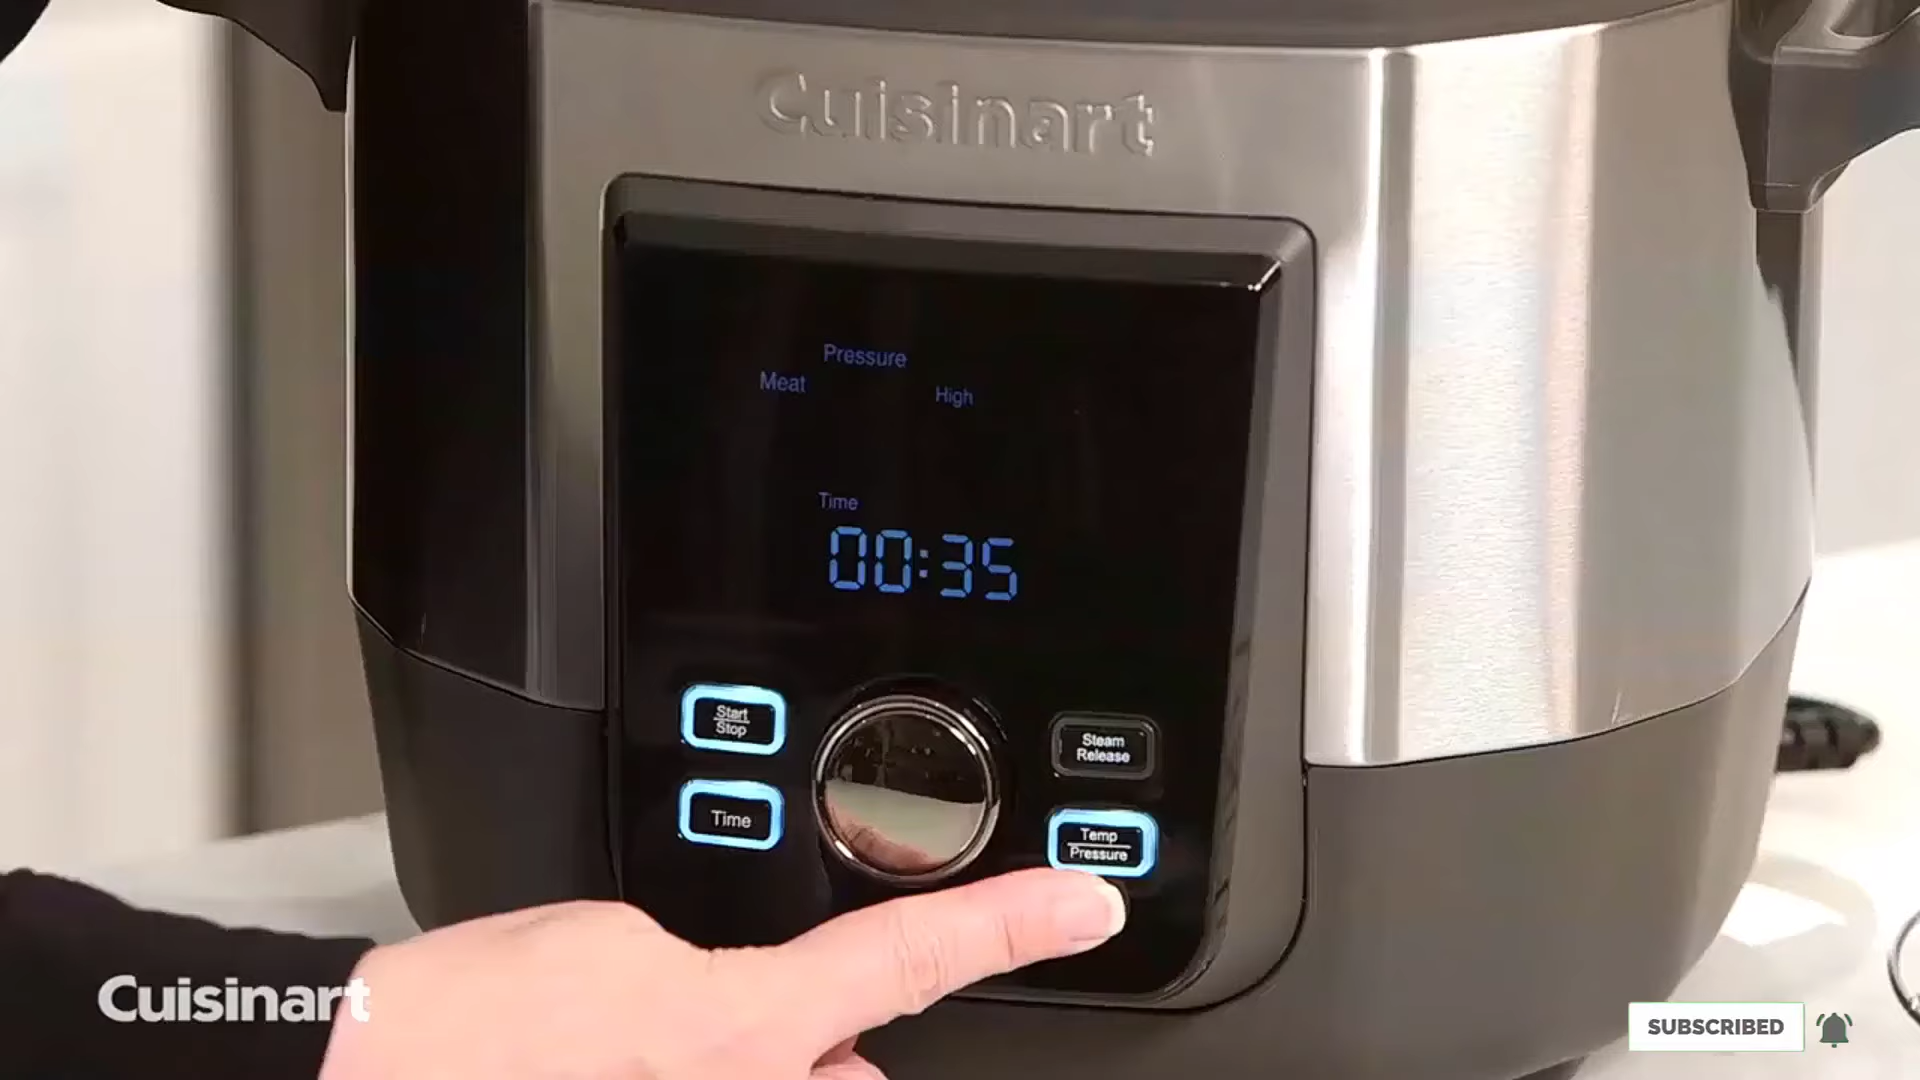 Cuisinart
Pressure
Meat
High
Time
00:35
Start
Stop
Steam
Release
Time
Temp
Pressure
Cuisinart
SUBSCRIBED